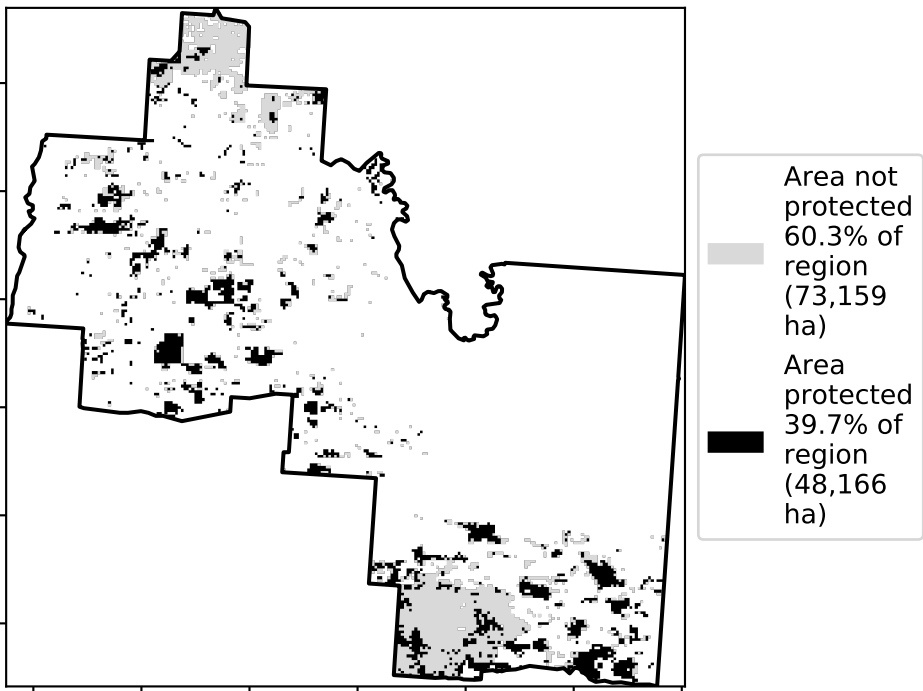 Area not
protected
60.3% of
region
(73,159
ha)
Area
protected
39.7% of
region
(48,166
ha)